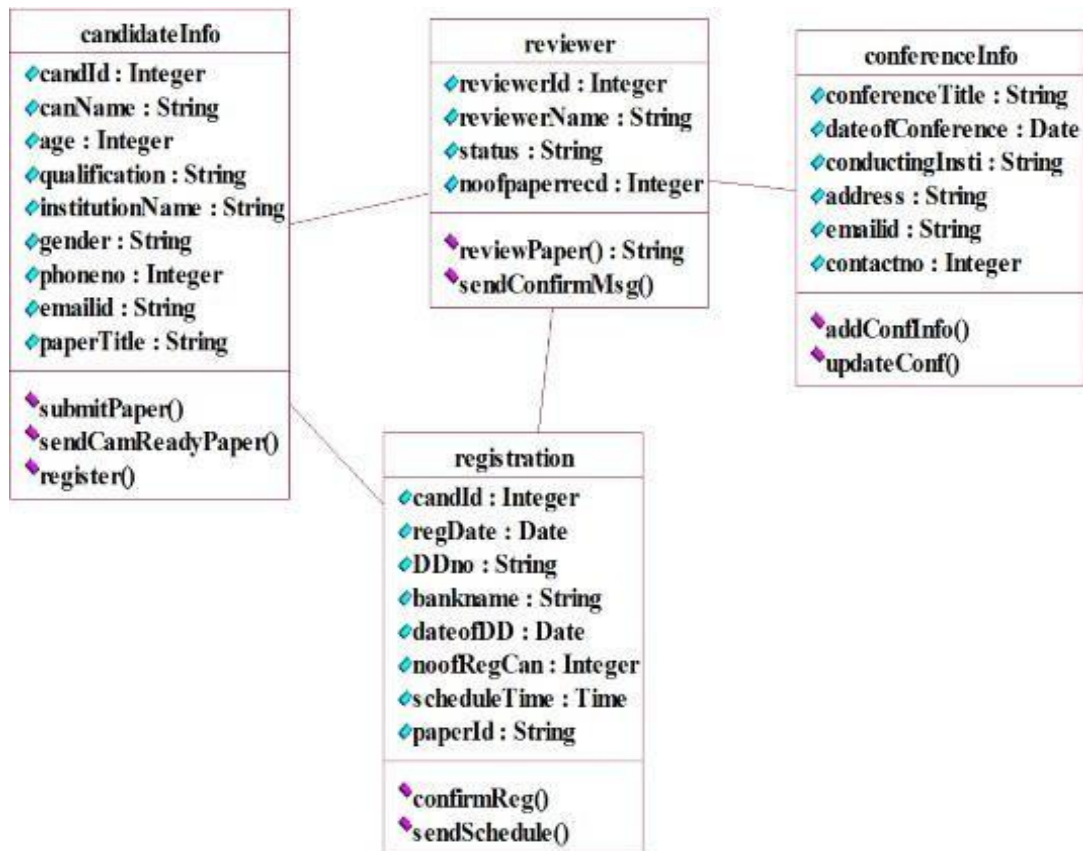 candidateInfo
candId : Integer
canName : String
age : Integer
qualification : String
institutionName : String
gender : String
phoneno : Integer
emailid : String
paperTitle : String
submitPaper()
sendCamReadyPaper()
register()
reviewer
reviewerId : Integer
reviewerName : String
status : String
noofpaperrecd : Integer
reviewPaper() : String
sendConfirmMsg()
conferenceInfo
conferenceTitle : String
dateofConference : Date
conductingInsti : String
address : String
emailid : String
contactno : Integer
addConfInfo()
updateConf()
registration
candId : Integer
regDate : Date
DDno : String
bankname : String
dateofDD : Date
noofRegCan : Integer
scheduleTime : Time
paperId : String
confirmReg()
sendSchedule()